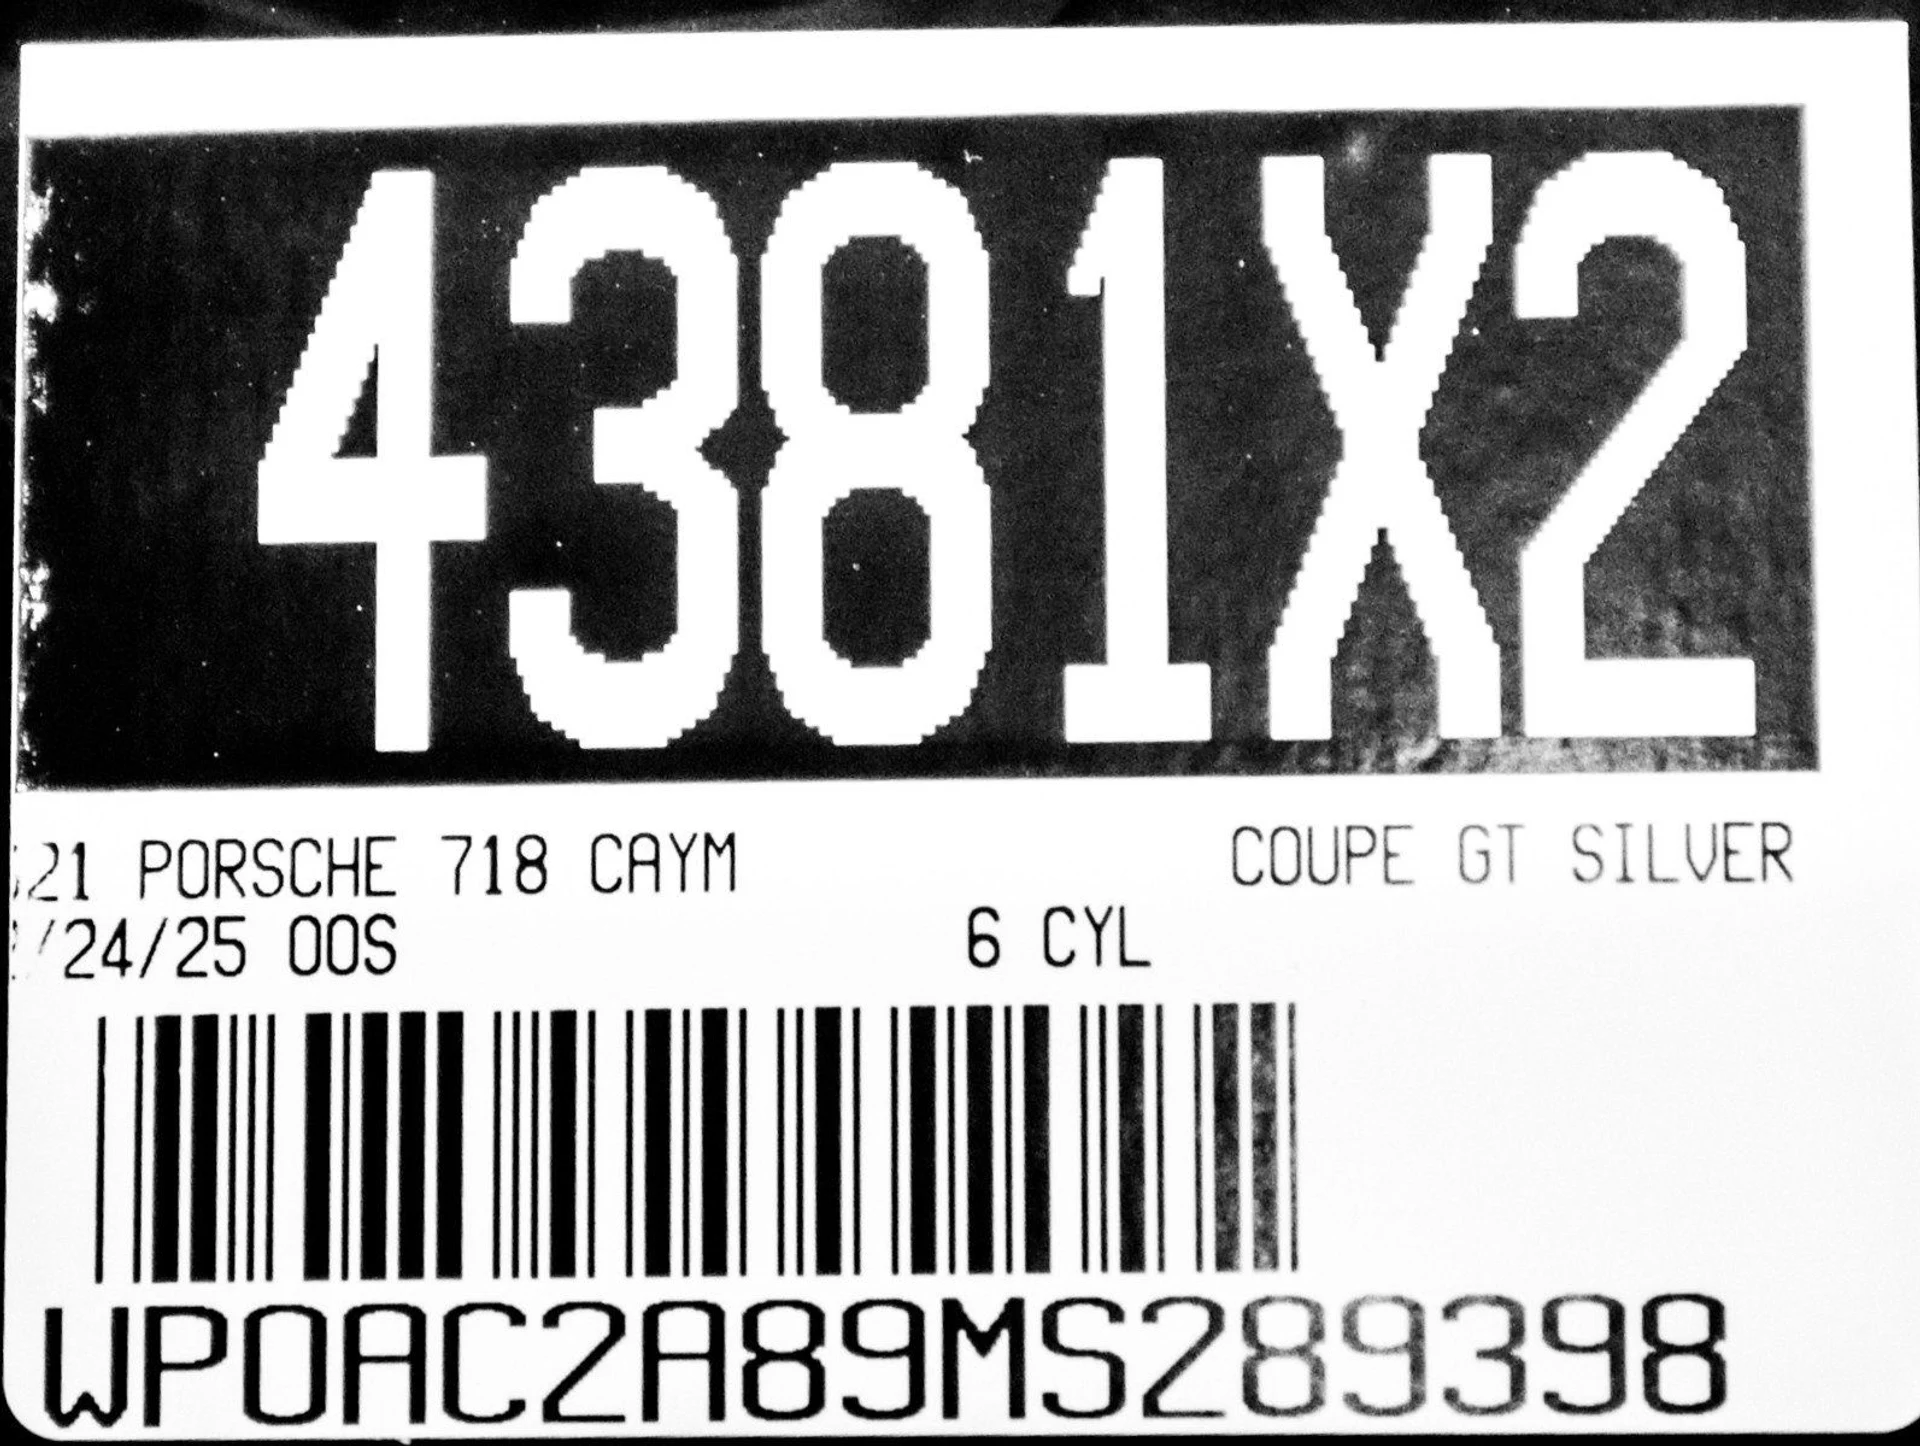 4381X2
21 PORSCHE 718 CAYM COUPE GT SILVER
/24/25 OOS 6 CYL
WP0AC2A89MS289398